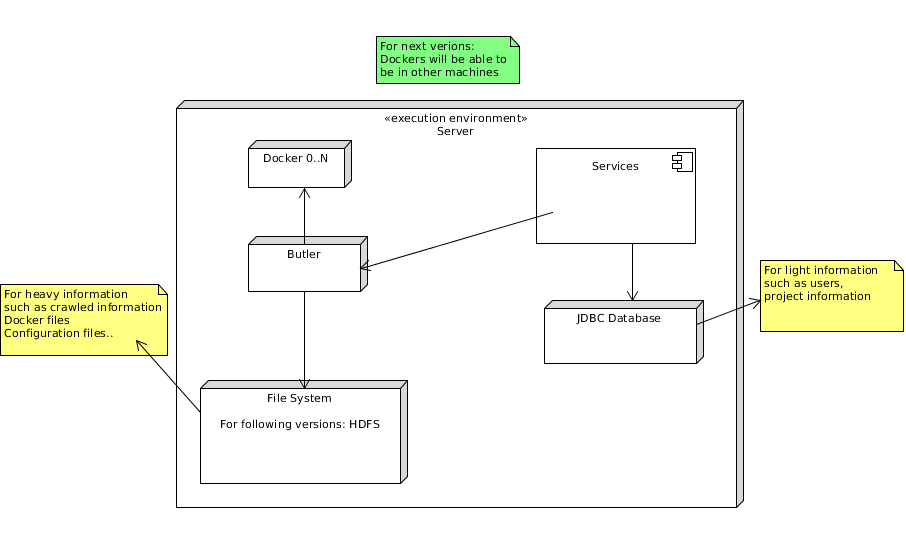 For next verions:
Dockers will be able to
be in other machines
«execution environment»
Server
Docker 0..N
Services
Butler
For light information
such as users,
project information
For heavy information
such as crawled information
Docker files
Configuration files..
JDBC Database
File System
For following versions: HDFS